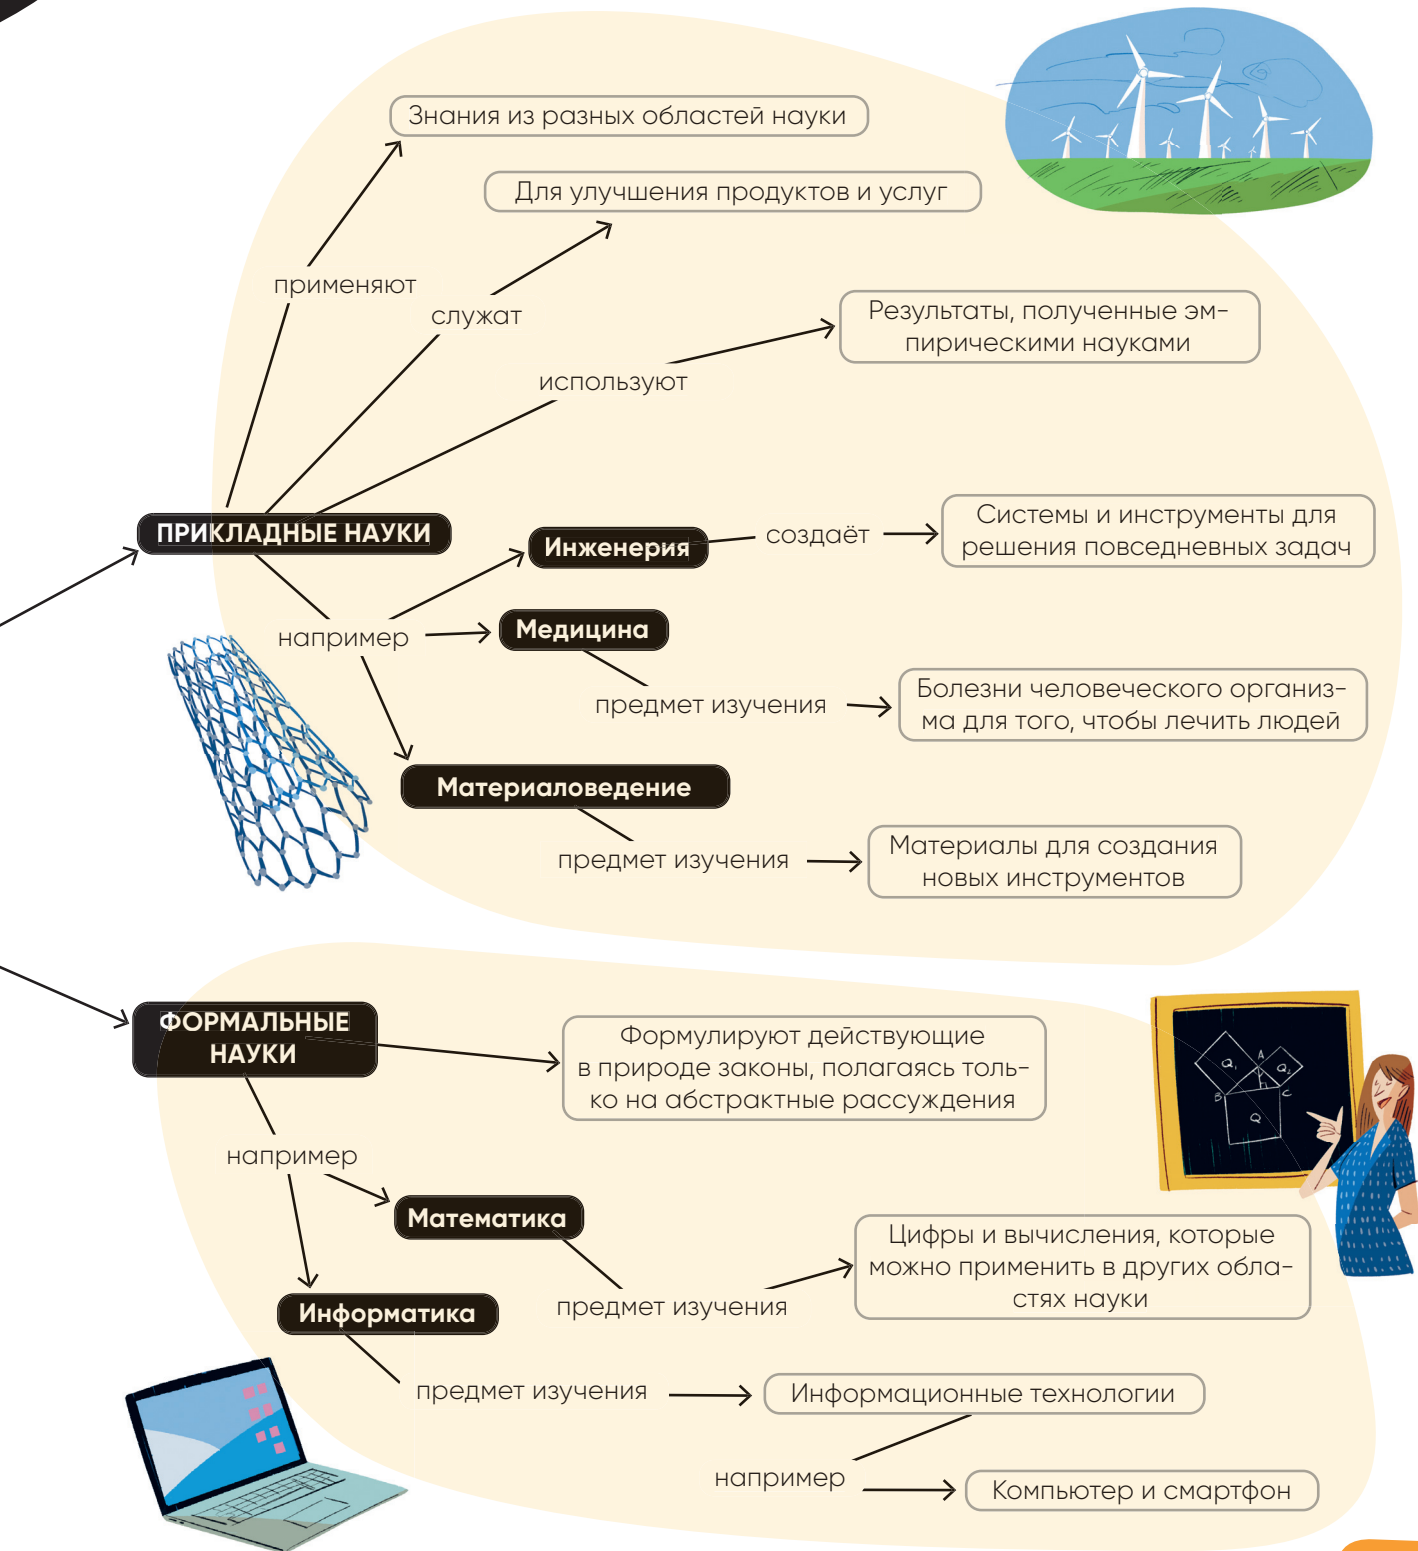 Знания из разных областей науки
Для улучшения продуктов и услуг
применяют
служат
Результаты, полученные эм-
пирическими науками
используют
ПРИКЛАДНЫЕ НАУКИ
Инженерия
создаёт
Системы и инструменты для
решения повседневных задач
например
Медицина
предмет изучения
Болезни человеческого организ-
ма для того, чтобы лечить людей
Материаловедение
предмет изучения
Материалы для создания
новых инструментов
ФОРМАЛЬНЫЕ
НАУКИ
Формулируют действующие
в природе законы, полагаясь толь-
ко на абстрактные рассуждения
Q₁
A
Q₂
B
C
Q
например
Математика
предмет изучения
Цифры и вычисления, которые
можно применить в других обла-
стях науки
Информатика
предмет изучения
Информационные технологии
например
Компьютер и смартфон